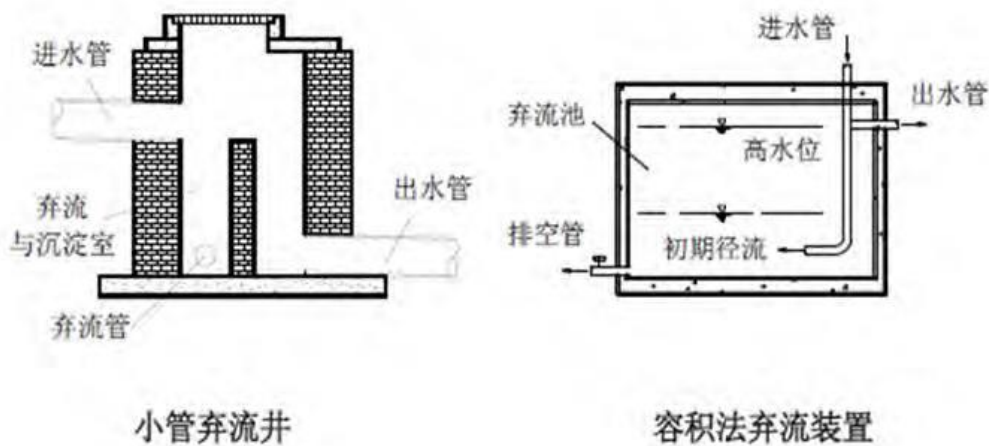 进水管
弃流
与沉淀室
弃流管
出水管
小管弃流井
进水管
出水管
弃流池
高水位
排空管
初期径流
容积法弃流装置